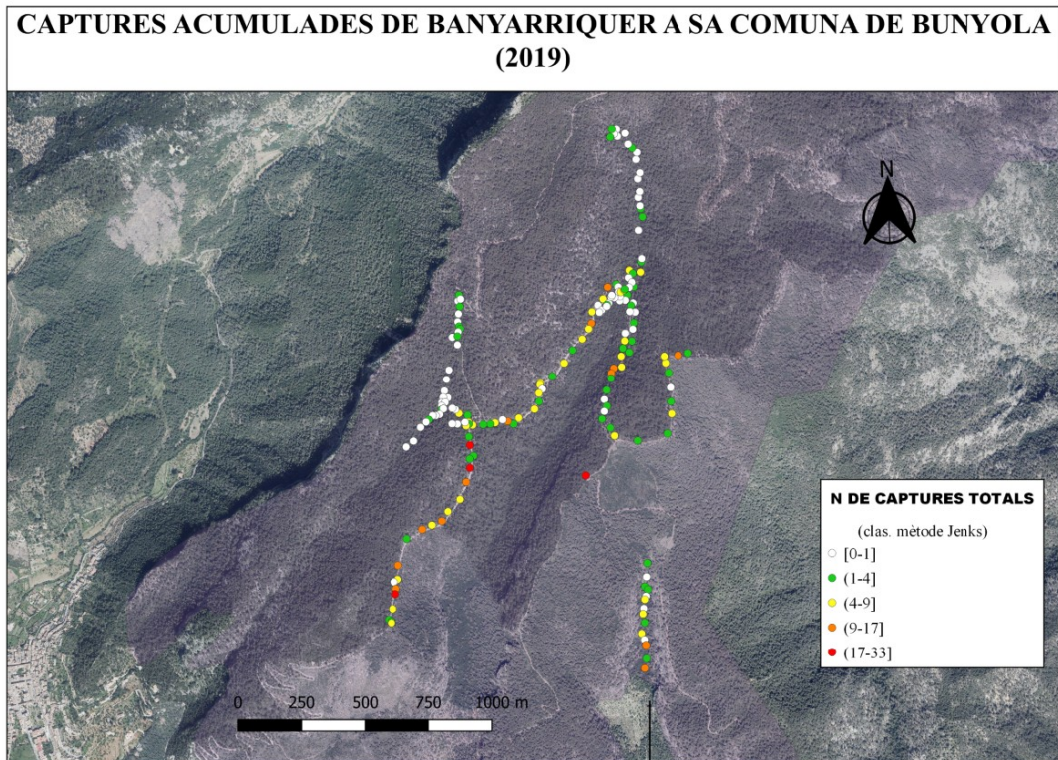 CAPTURES ACUMULADES DE BANYARRIQUER A SA COMUNA DE BUNYOLA
(2019)
N
N DE CAPTURES TOTALS
(clas. mètode Jenks)
[0-1]
(1-4]
(4-9]
(9-17]
(17-33]
0 250 500 750 1000 m